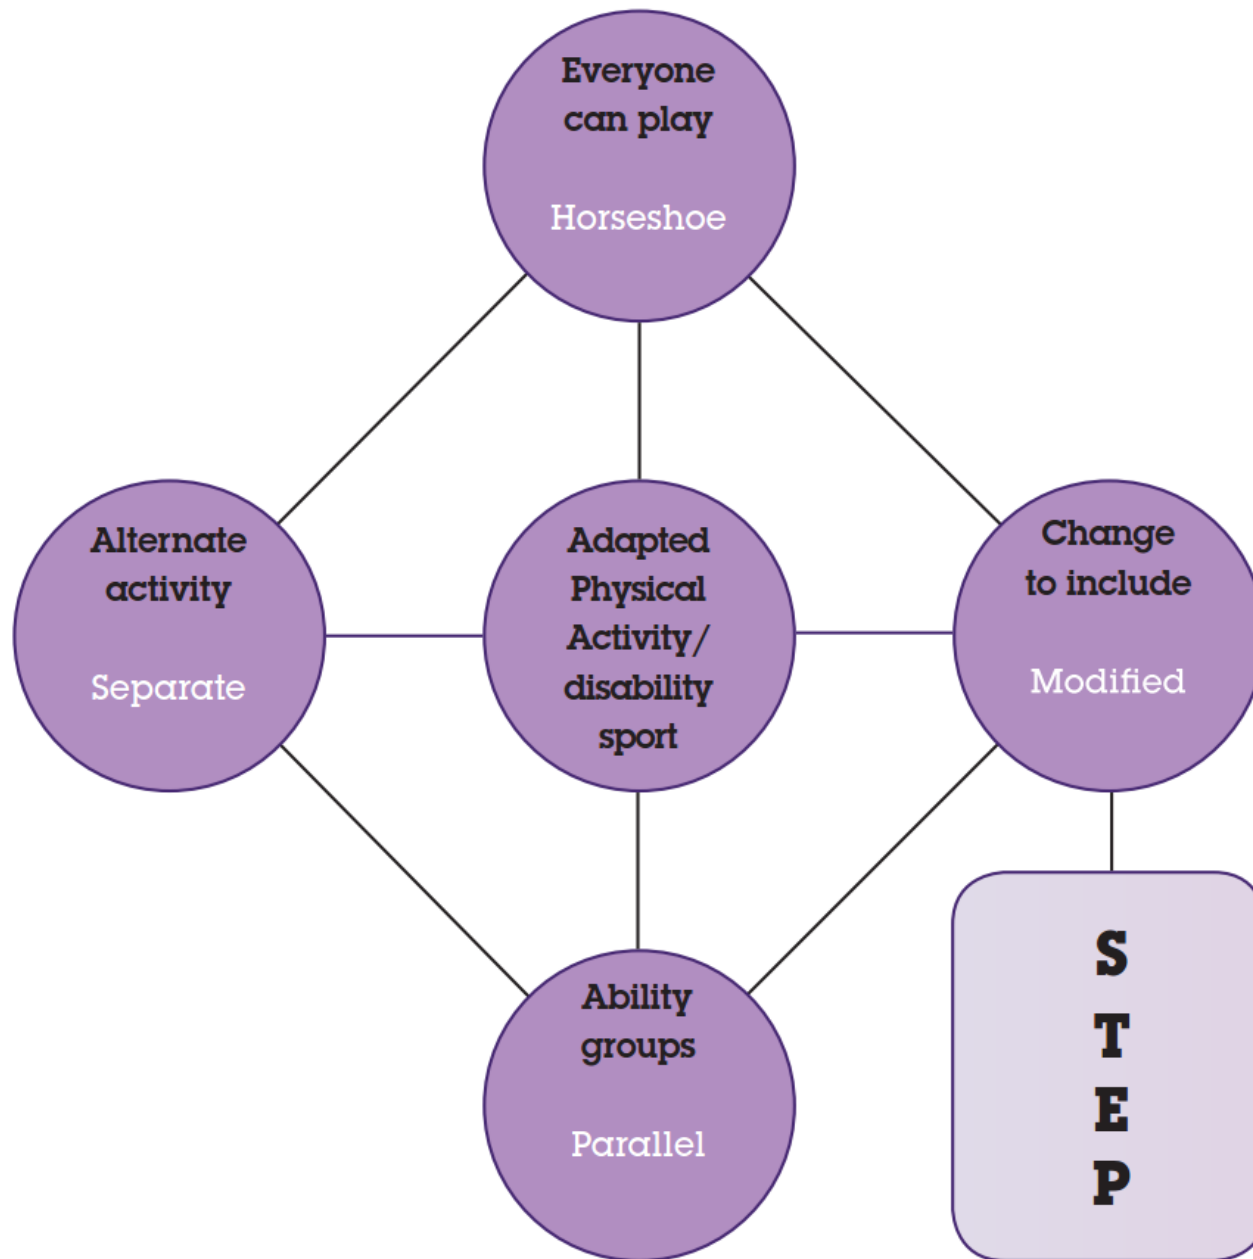 Everyone
can play
Horseshoe
Alternate
activity
Separate
Adapted
Physical
Activity/
disability
sport
Change
to include
Modified
Ability
groups
Parallel
S
T
E
P